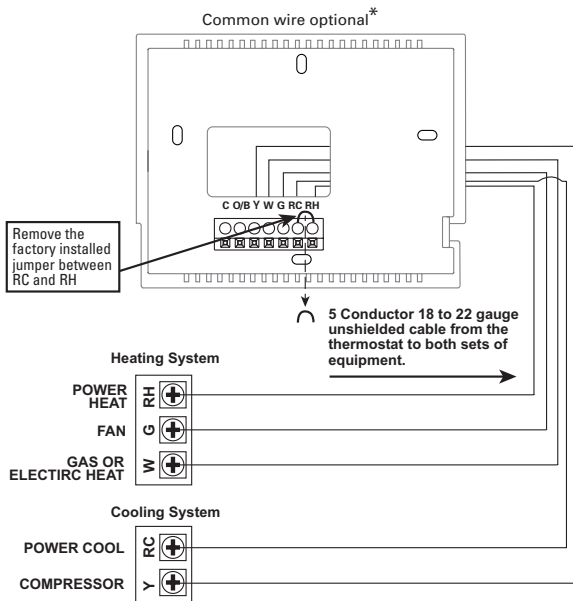 Common wire optional*
C O/B Y W G RC RH
Remove the
factory installed
jumper between
RC and RH
5 Conductor 18 to 22 gauge
unshielded cable from the
thermostat to both sets of
equipment.
Heating System
POWER
HEAT
RH
FAN
G
GAS OR
ELECTIRC HEAT
W
Cooling System
POWER COOL
RC
COMPRESSOR
Y